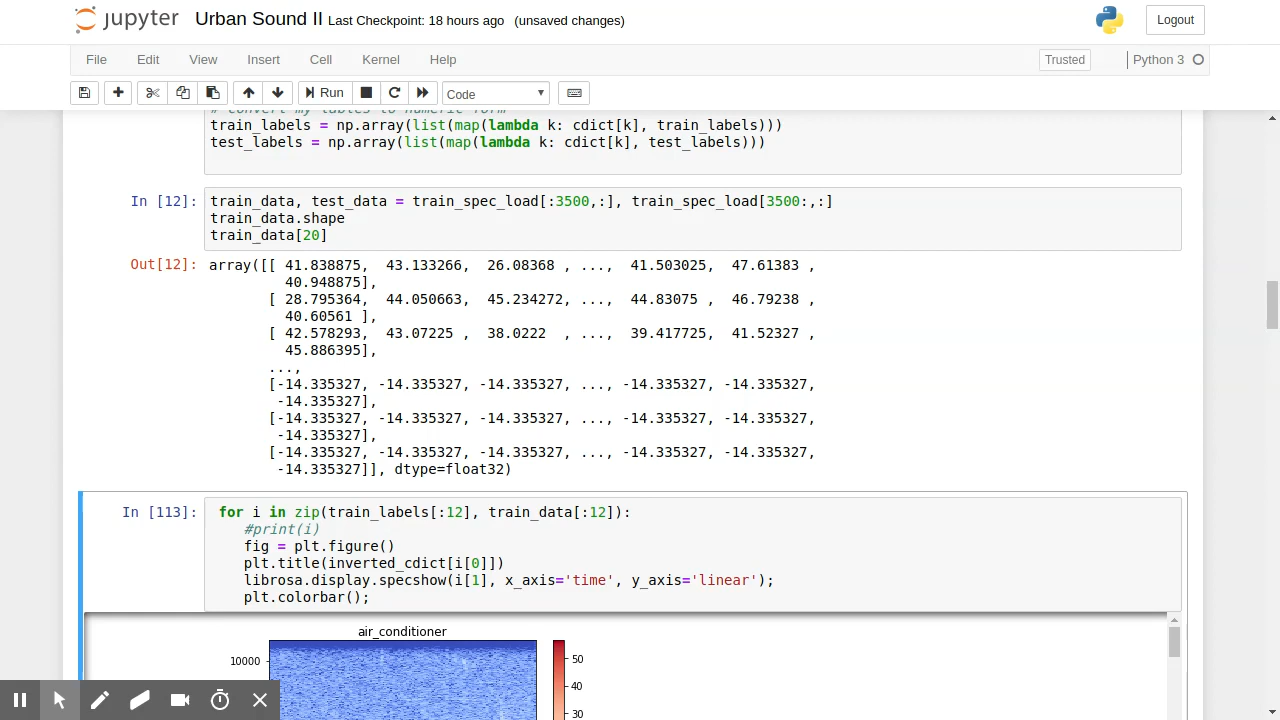 jupyter Urban Sound II Last Checkpoint: 18 hours ago (unsaved changes) Logout
File Edit View Insert Cell Kernel Help Trusted Python 3
Run Code
# convert my lables to numeric form
train_labels = np.array(list(map(lambda k: cdict[k], train_labels)))
test_labels = np.array(list(map(lambda k: cdict[k], test_labels)))
In [12]: train_data, test_data = train_spec_load[:3500,:], train_spec_load[3500:,:]
train_data.shape
train_data[20]
Out[12]: array([[ 41.838875, 43.133266, 26.08368 , ..., 41.503025, 47.61383 ,
40.948875],
[ 28.795364, 44.050663, 45.234272, ..., 44.83075 , 46.79238 ,
40.60561 ],
[ 42.578293, 43.07225 , 38.0222 , ..., 39.417725, 41.52327 ,
45.886395],
...,
[-14.335327, -14.335327, -14.335327, ..., -14.335327, -14.335327,
-14.335327],
[-14.335327, -14.335327, -14.335327, ..., -14.335327, -14.335327,
-14.335327],
[-14.335327, -14.335327, -14.335327, ..., -14.335327, -14.335327,
-14.335327]], dtype=float32)
In [113]: for i in zip(train_labels[:12], train_data[:12]):
#print(i)
fig = plt.figure()
plt.title(inverted_cdict[i[0]])
librosa.display.specshow(i[1], x_axis='time', y_axis='linear');
plt.colorbar();
air_conditioner
10000
50
40
30